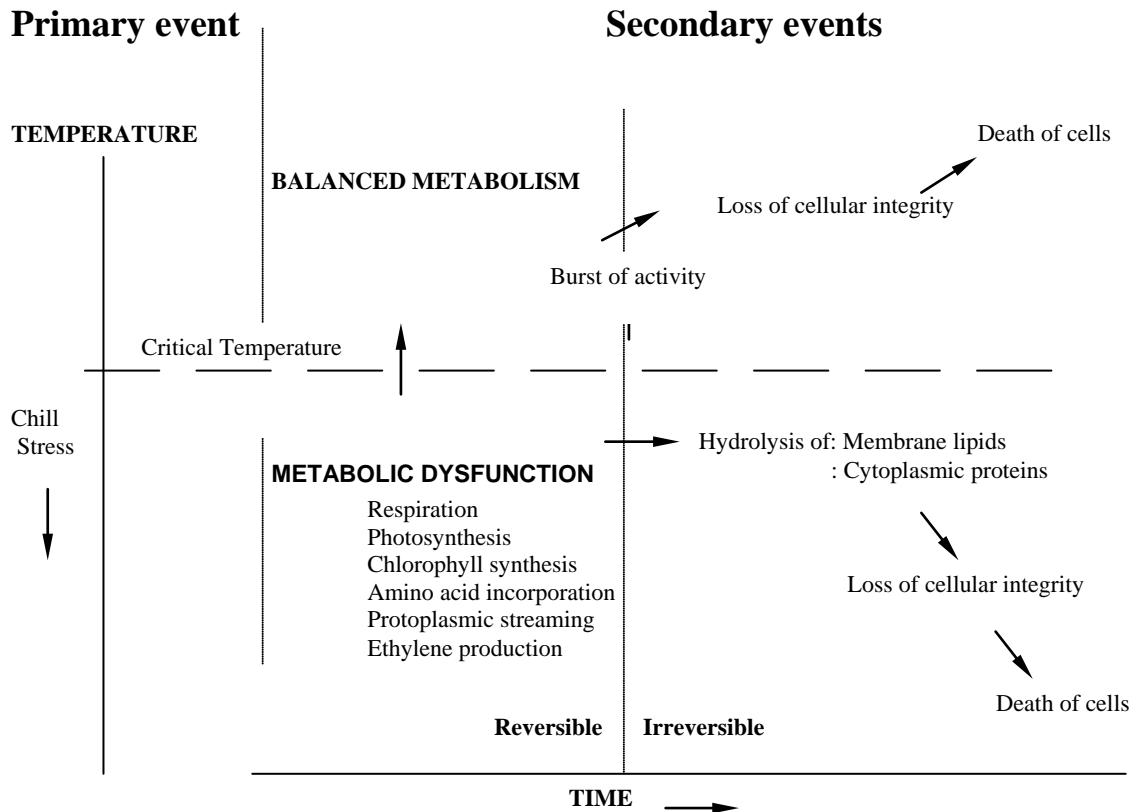 Primary event
Secondary events
TEMPERATURE
Death of cells
BALANCED METABOLISM
Loss of cellular integrity
Burst of activity
Critical Temperature
Chill
Stress
Hydrolysis of: Membrane lipids
: Cytoplasmic proteins
METABOLIC DYSFUNCTION
Respiration
Photosynthesis
Chlorophyll synthesis
Amino acid incorporation
Protoplasmic streaming
Ethylene production
Loss of cellular integrity
Death of cells
Reversible
Irreversible
TIME